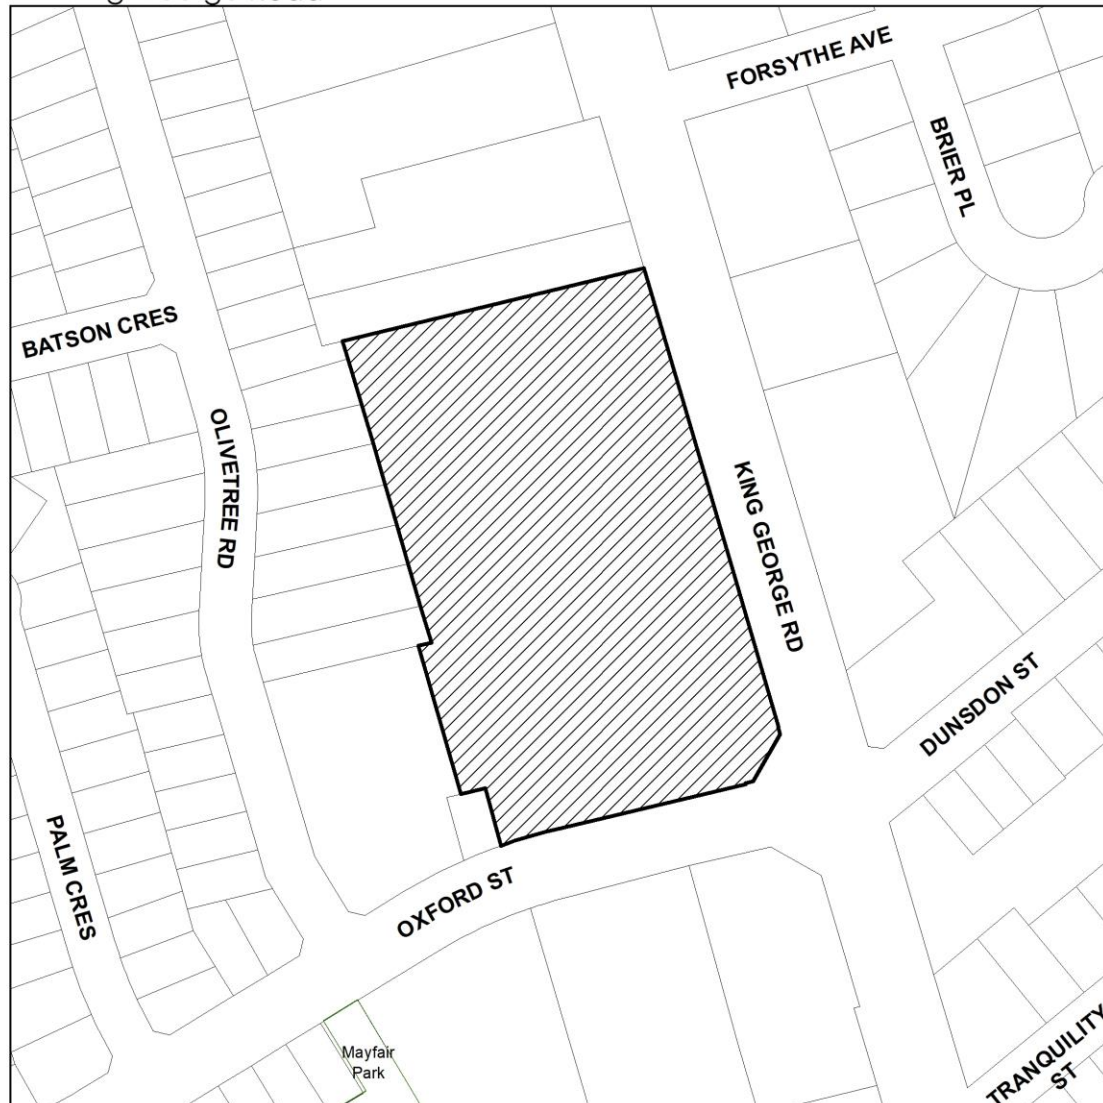 FORSYTHE AVE
BRIER PL
BATSON CRES
OLIVETREE RD
KING GEORGE RD
DUNSDON ST
PALM CRES
OXFORD ST
Mayfair
Park
TRANQUILITY
ST